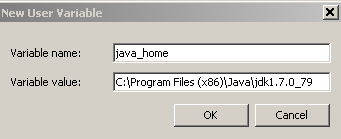 New User Variable
Variable name: java_home
Variable value: C:\Program Files (x86)\Java\jdk1.7.0_79
OK Cancel